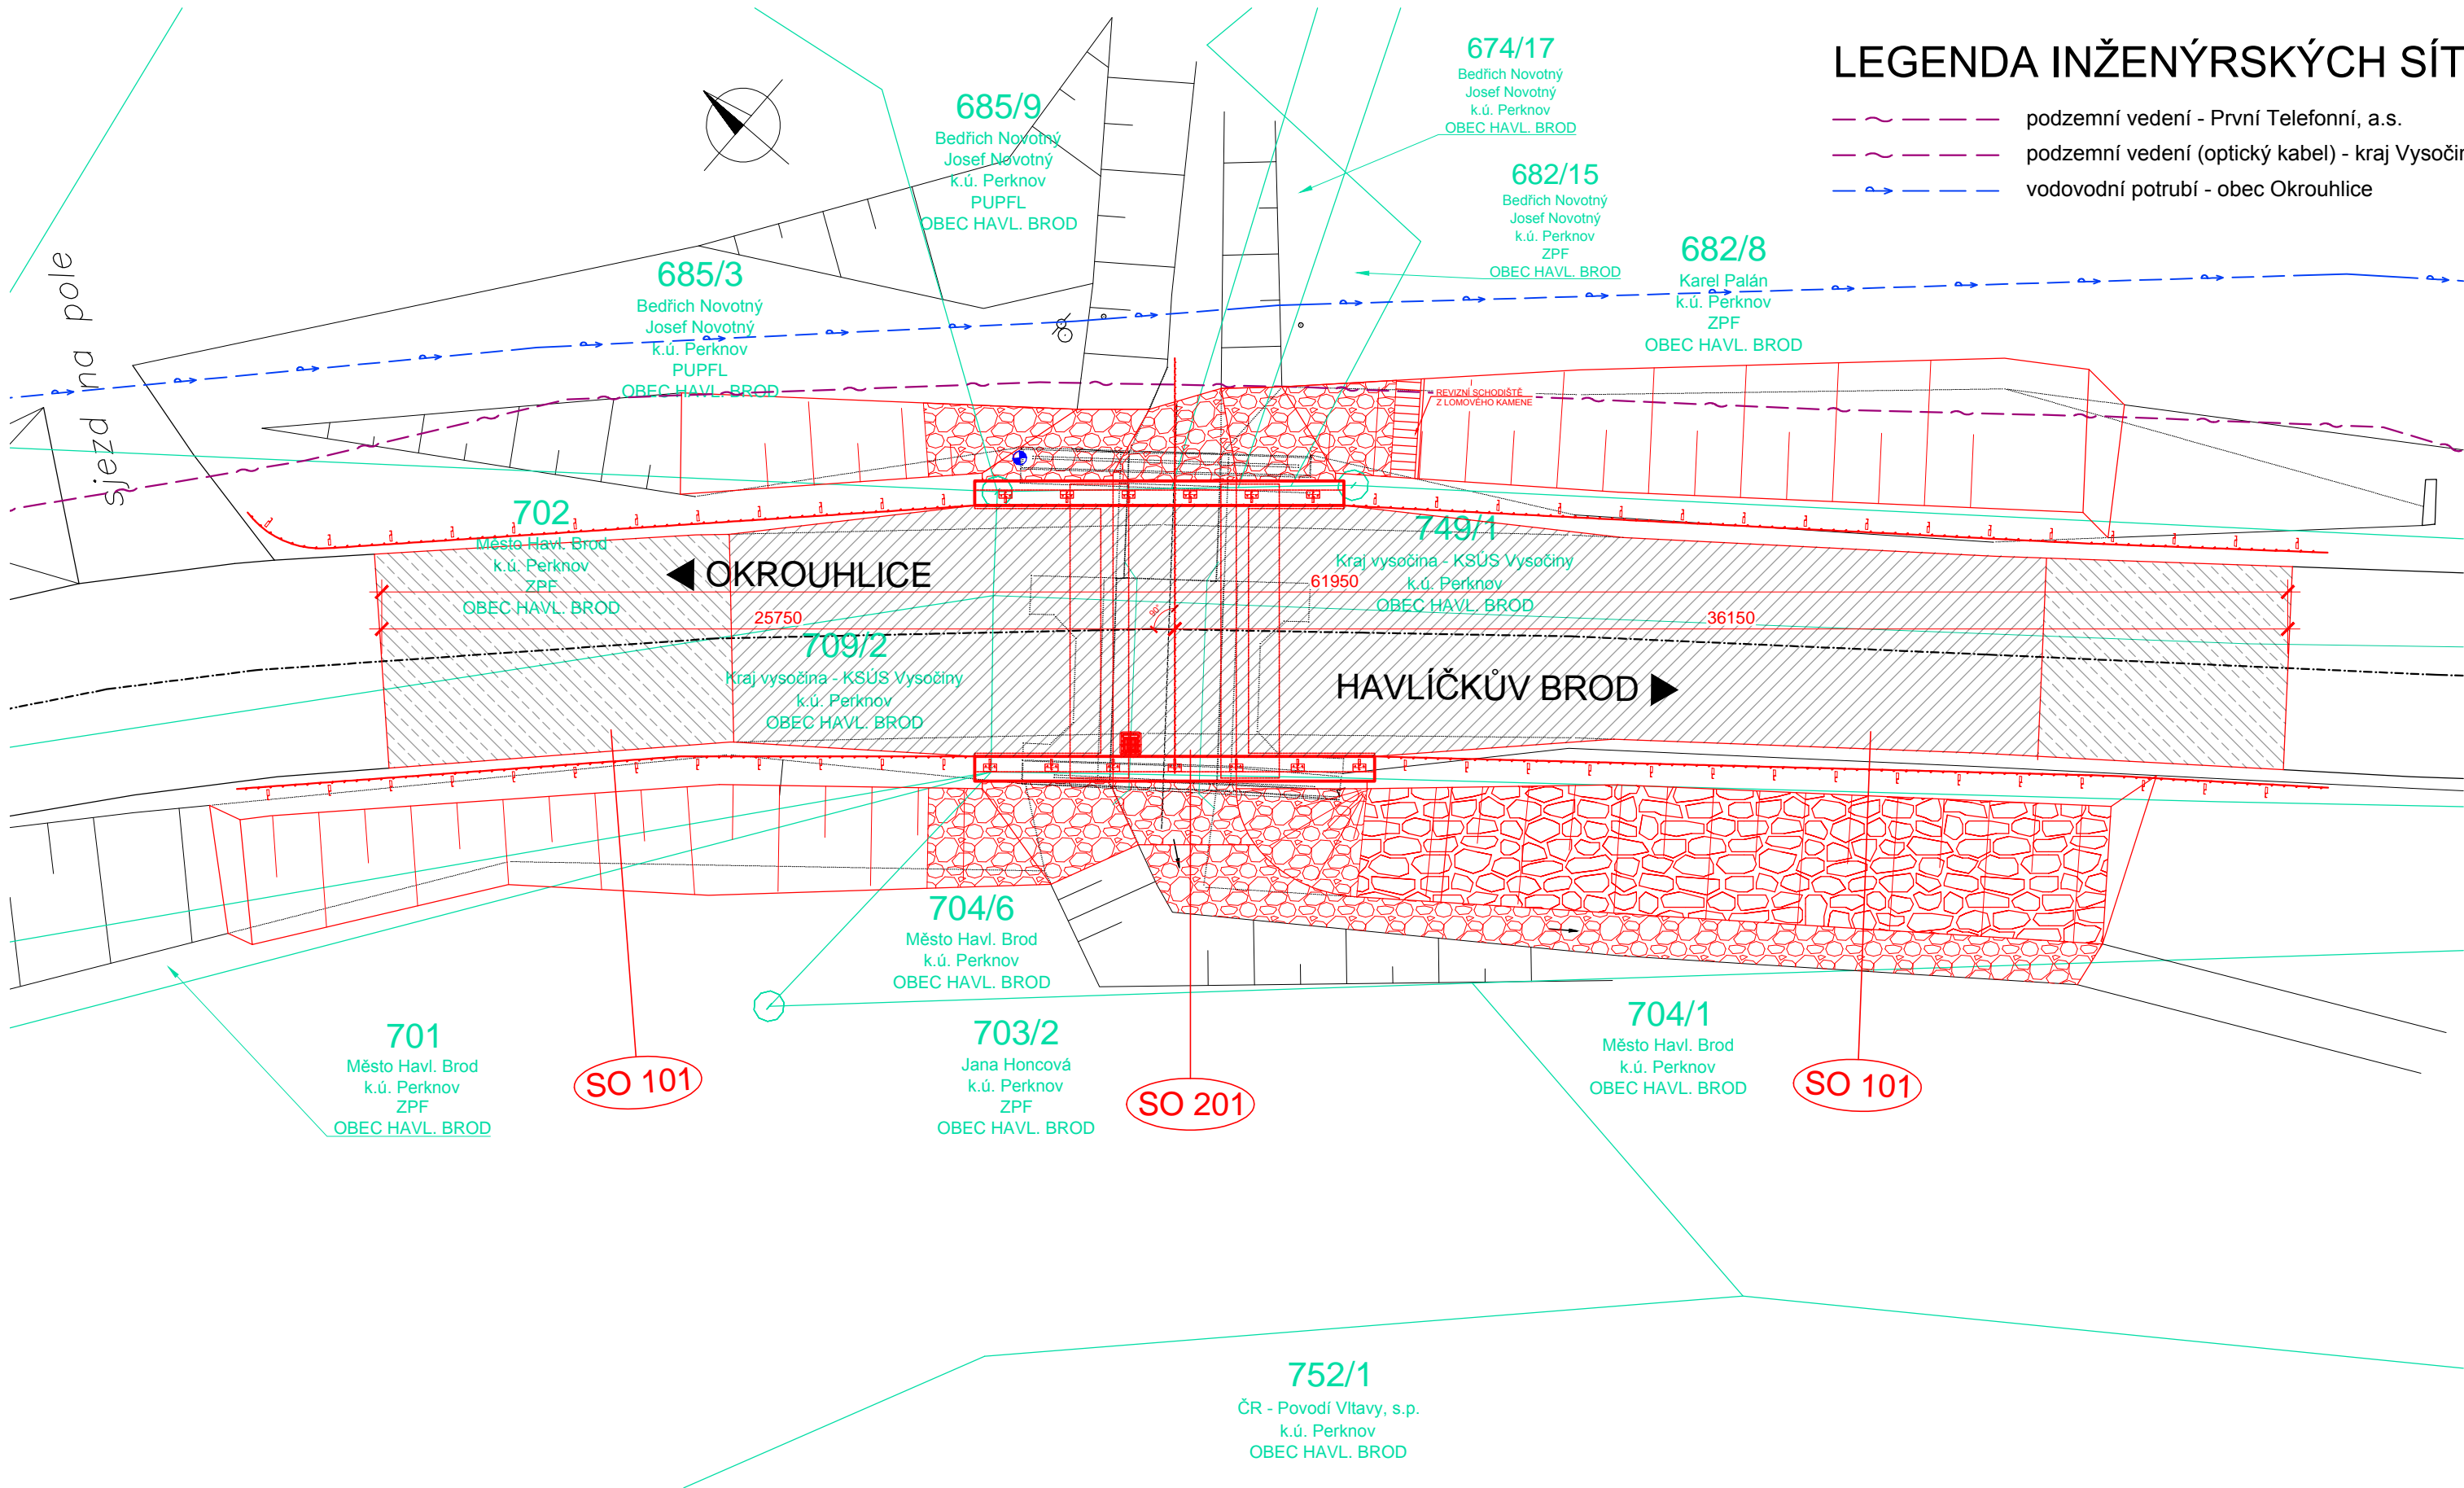 LEGENDA INŽENÝRSKÝCH SÍT
podzemní vedení - První Telefonní, a.s.
podzemní vedení (optický kabel) - kraj Vysoči
vodovodní potrubí - obec Okrouhlice
674/17
Bedřich Novotný
Josef Novotný
k.ú. Perknov
OBEC HAVL. BROD
685/9
Bedřich Novotný
Josef Novotný
k.ú. Perknov
PUPFL
OBEC HAVL. BROD
682/15
Bedřich Novotný
Josef Novotný
k.ú. Perknov
ZPF
OBEC HAVL. BROD
682/8
Karel Palán
k.ú. Perknov
ZPF
OBEC HAVL. BROD
685/3
Bedřich Novotný
Josef Novotný
k.ú. Perknov
PUPFL
OBEC HAVL. BROD
sjezd na pole
REVIZNÍ SCHODIŠTĚ
Z LOMOVÉHO KAMENE
702
Město Havl. Brod
k.ú. Perknov
ZPF
OBEC HAVL. BROD
OKROUHLICE
749/1
Kraj vysočina - KSÚS Vysočiny
k.ú. Perknov
OBEC HAVL. BROD
61950
25750
90°
36150
709/2
Kraj vysočina - KSÚS Vysočiny
k.ú. Perknov
OBEC HAVL. BROD
HAVLÍČKŮV BROD
704/6
Město Havl. Brod
k.ú. Perknov
OBEC HAVL. BROD
701
Město Havl. Brod
k.ú. Perknov
ZPF
OBEC HAVL. BROD
SO 101
703/2
Jana Honcová
k.ú. Perknov
ZPF
OBEC HAVL. BROD
SO 201
704/1
Město Havl. Brod
k.ú. Perknov
OBEC HAVL. BROD
SO 101
752/1
ČR - Povodí Vltavy, s.p.
k.ú. Perknov
OBEC HAVL. BROD